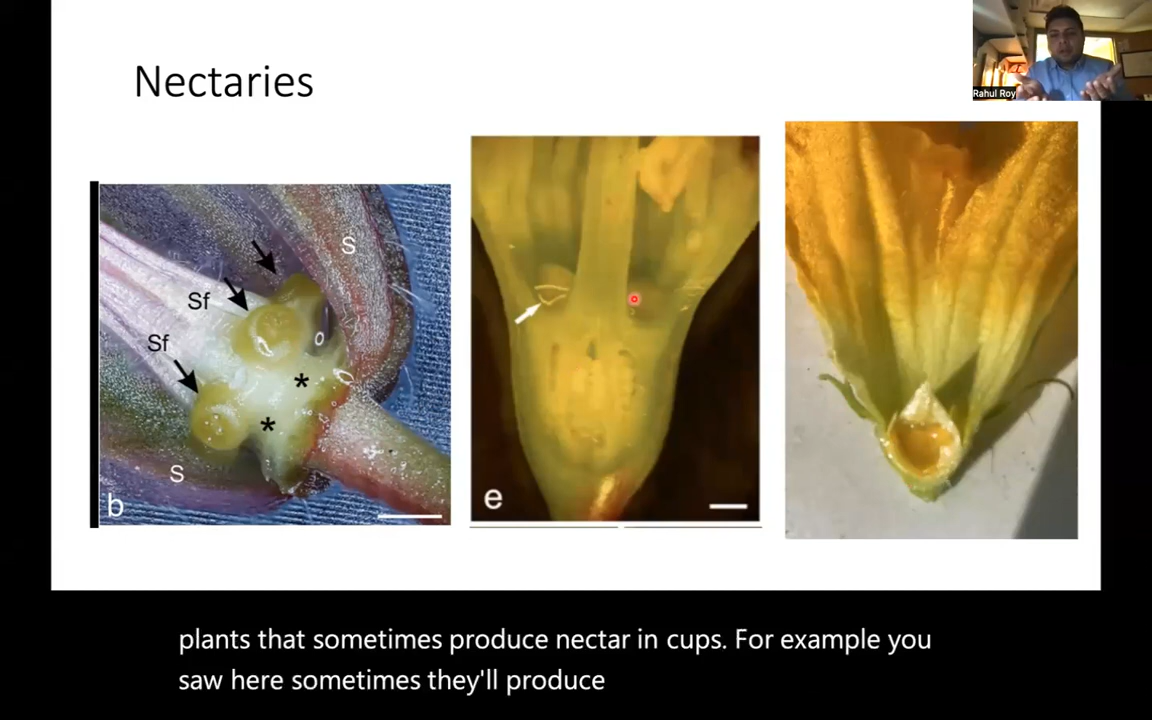 Nectaries
Rahul Roy
S
Sf
Sf
*
*
S
b
e
plants that sometimes produce nectar in cups. For example you
saw here sometimes they'll produce